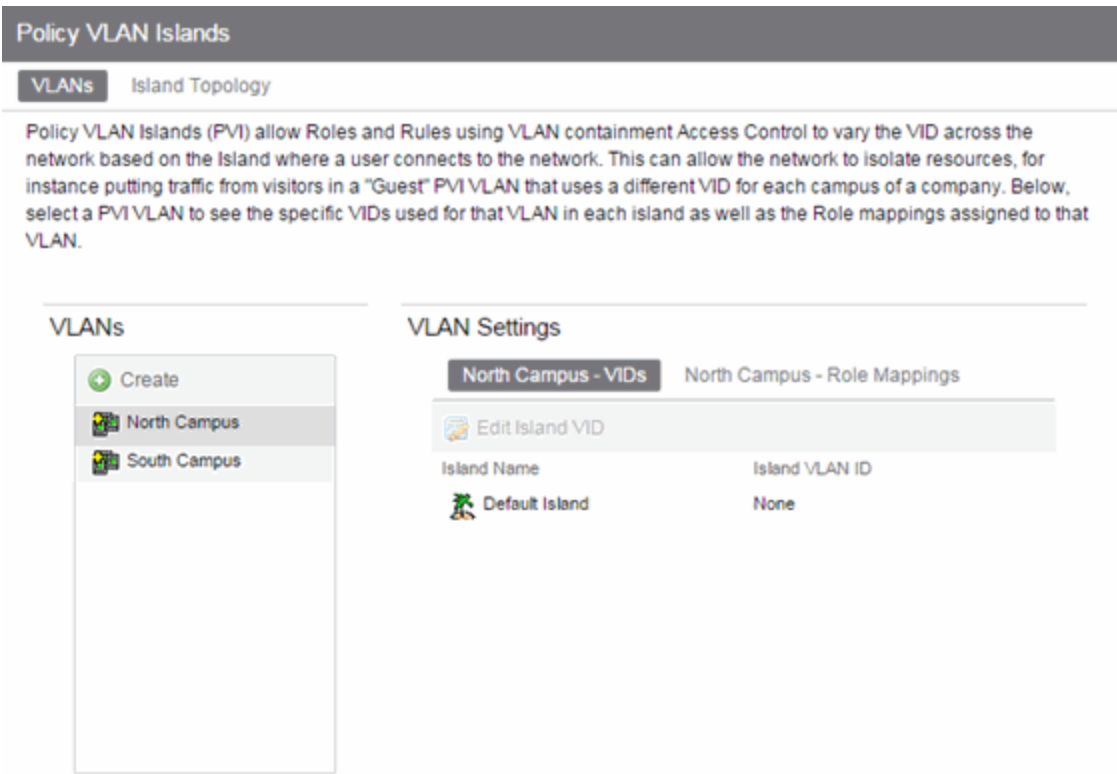 Policy VLAN Islands
VLANs Island Topology
Policy VLAN Islands (PVI) allow Roles and Rules using VLAN containment Access Control to vary the VID across the
network based on the Island where a user connects to the network. This can allow the network to isolate resources, for
instance putting traffic from visitors in a "Guest" PVI VLAN that uses a different VID for each campus of a company. Below,
select a PVI VLAN to see the specific VIDs used for that VLAN in each island as well as the Role mappings assigned to that
VLAN.
VLANs
Create
North Campus
South Campus
VLAN Settings
North Campus - VIDs North Campus - Role Mappings
Edit Island VID
Island Name Island VLAN ID
Default Island None